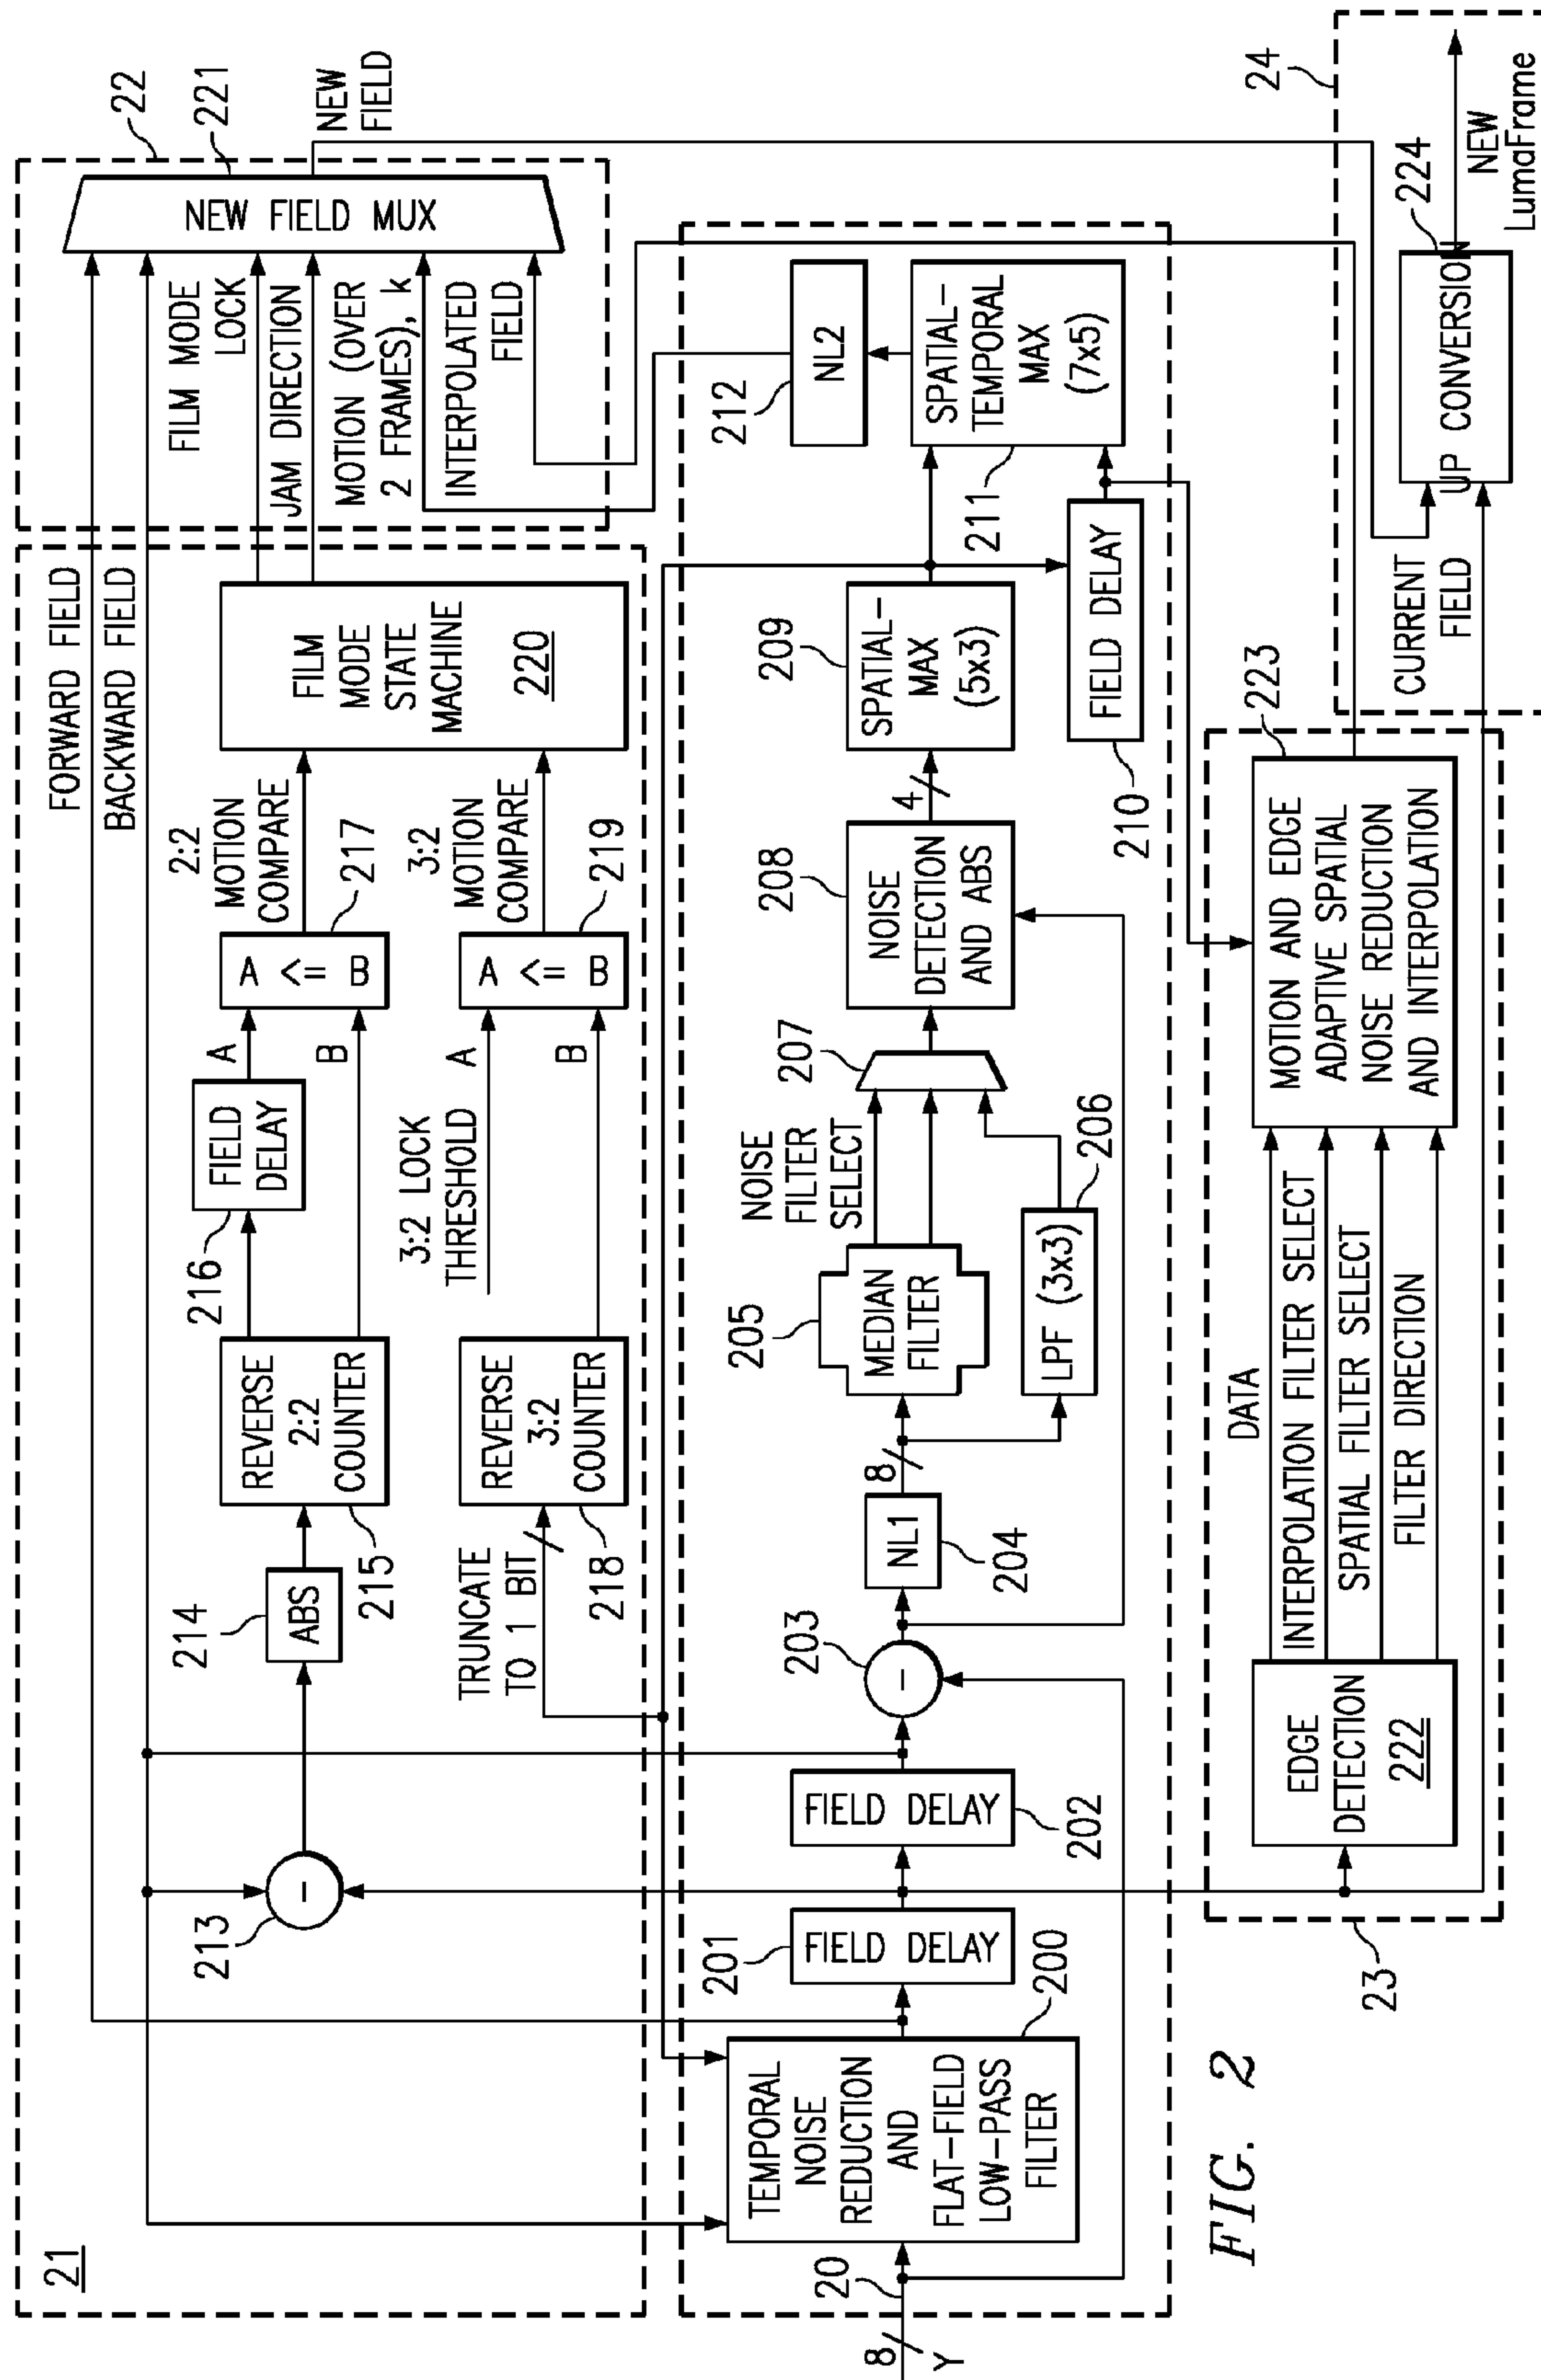 21
FORWARD FIELD
BACKWARD FIELD
213
214
ABS
215
REVERSE
2:2
COUNTER
216
FIELD
DELAY
A
B
A <= B
217
2:2
MOTION
COMPARE
TRUNCATE
TO 1 BIT
218
REVERSE
3:2
COUNTER
3:2 LOCK
THRESHOLD
A
B
A <= B
219
3:2
MOTION
COMPARE
FILM
MODE
STATE
MACHINE
220
FILM MODE
LOCK
JAM DIRECTION
MOTION (OVER
2 FRAMES), k
INTERPOLATED
FIELD
NEW FIELD MUX
22
221
NEW
FIELD
8
Y
20
TEMPORAL
NOISE
REDUCTION
AND
FLAT-FIELD
LOW-PASS
FILTER
200
201
FIELD DELAY
FIELD DELAY
202
203
-
NL1
204
8
205
MEDIAN
FILTER
LPF (3x3)
206
NOISE
FILTER
SELECT
207
208
NOISE
DETECTION
AND ABS
4
209
SPATIAL-
MAX
(5x3)
FIELD DELAY
210
211
SPATIAL-
TEMPORAL
MAX
(7x5)
212
NL2
-
23
EDGE
DETECTION
222
DATA
INTERPOLATION FILTER SELECT
SPATIAL FILTER SELECT
FILTER DIRECTION
MOTION AND EDGE
ADAPTIVE SPATIAL
NOISE REDUCTION
AND INTERPOLATION
223
CURRENT
FIELD
24
UP CONVERSION
224
NEW
LumaFrame
FIG. 2